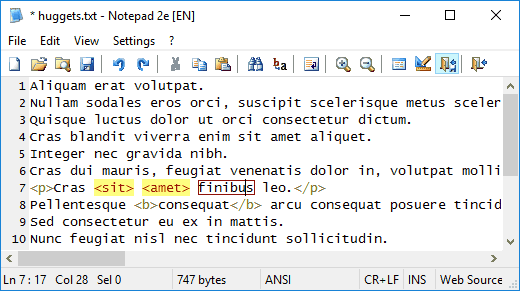 * huggets.txt - Notepad 2e [EN]
File Edit View Settings ?
1 Aliquam erat volutpat.
2 Nullam sodales eros orci, suscipit scelerisque metus sceler
3 Quisque luctus dolor ut orci consectetur dictum.
4 Cras blandit viverra enim sit amet aliquet.
5 Integer nec gravida nibh.
6 Cras dui mauris, feugiat venenatis dolor in, volutpat molli
7 <p>Cras <sit> <amet> finibus leo.</p>
8 Pellentesque <b>consequat</b> arcu consequat posuere tincid
9 Sed consectetur eu ex in mattis.
10 Nunc feugiat nisl nec tincidunt sollicitudin.
Ln 7 : 17 Col 28 Sel 0 747 bytes ANSI CR+LF INS Web Source